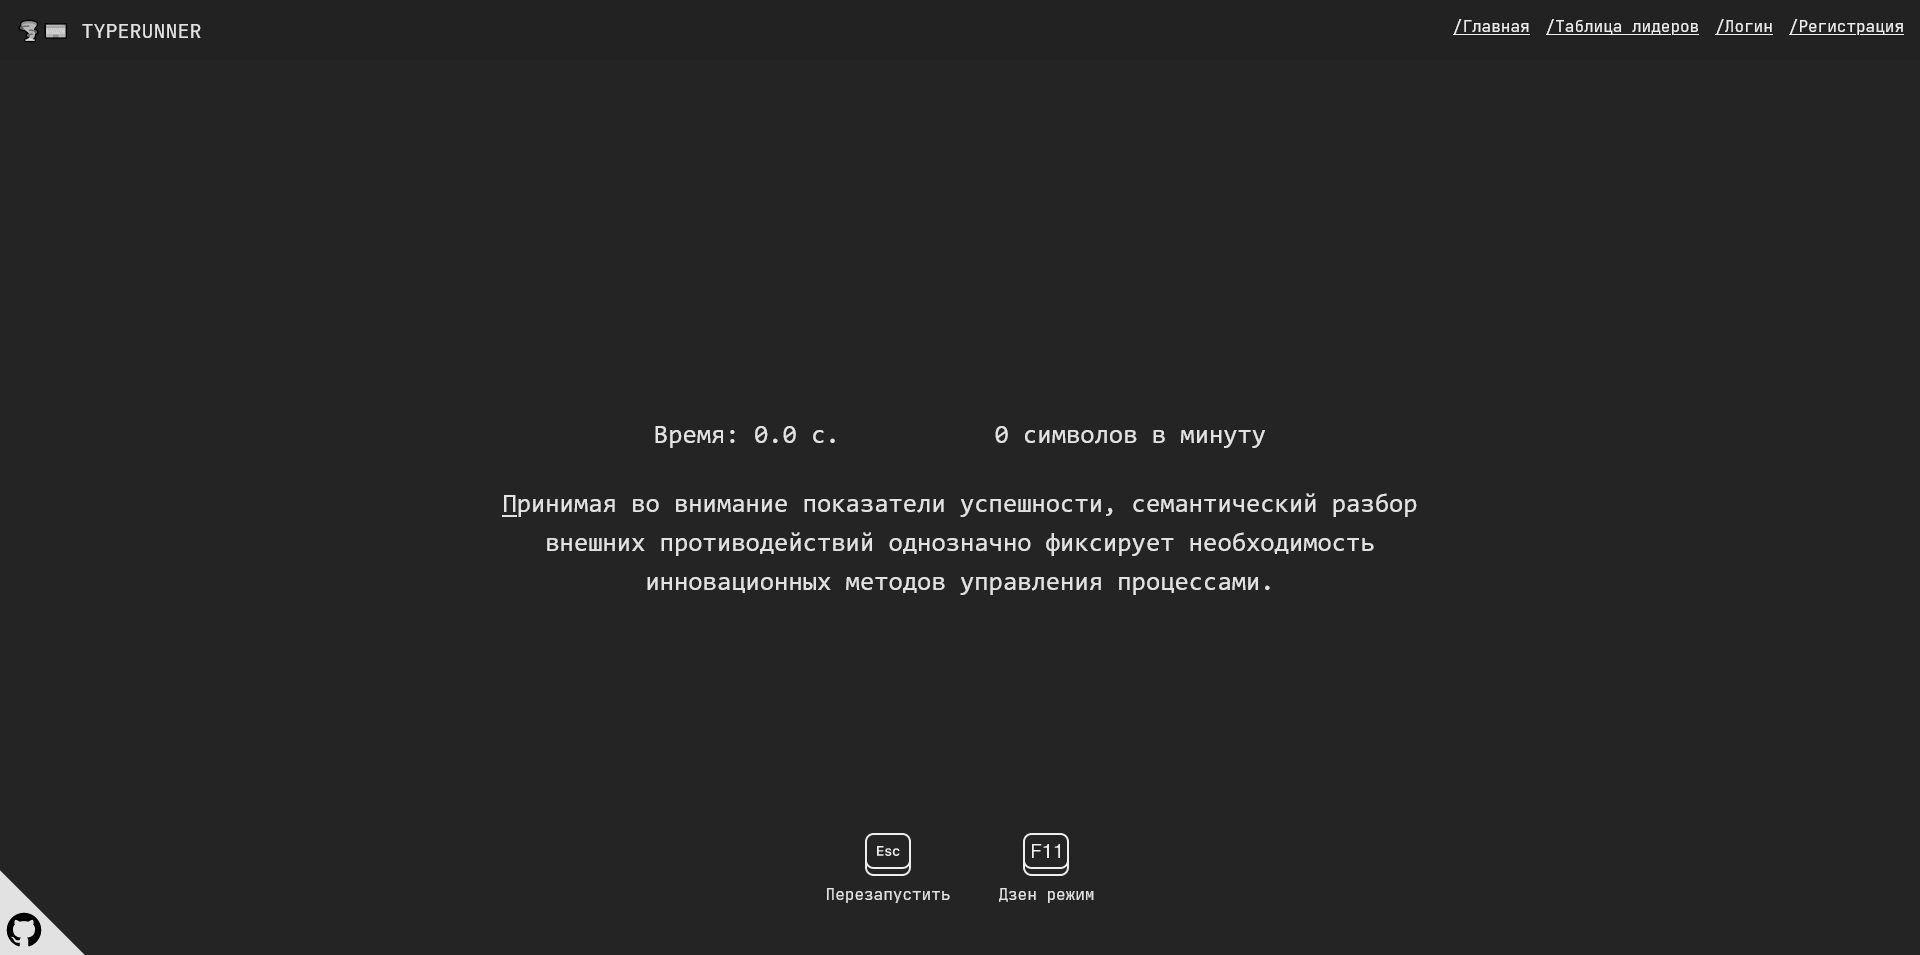 TYPERUNNER
/Главная /Таблица лидеров /Логин /Регистрация
Время: 0.0 с. 0 символов в минуту
Принимая во внимание показатели успешности, семантический разбор
внешних противодействий однозначно фиксирует необходимость
инновационных методов управления процессами.
Esc F11
Перезапустить Дзен режим